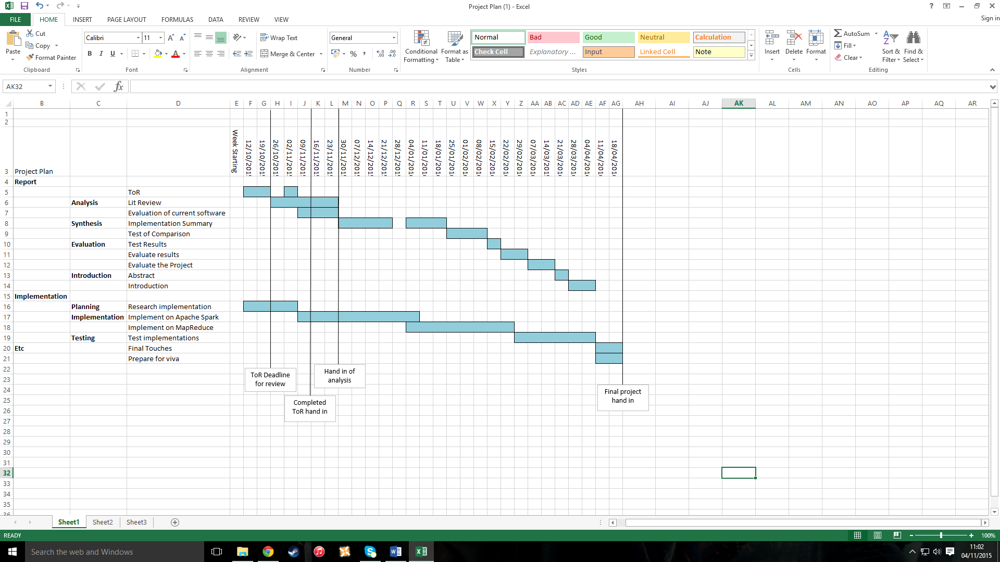 Project Plan (1) - Excel
FILE HOME INSERT PAGE LAYOUT FORMULAS DATA REVIEW VIEW
Sign in
Paste
Cut
Copy
Format Painter
Clipboard
Calibri 11
B I U
Font
Wrap Text
Merge & Center
Alignment
General
Number
Conditional Formatting
Format as Table
Normal Bad Good Neutral Calculation
Check Cell Explanatory ... Input Linked Cell Note
Styles
Insert Delete Format
Cells
AutoSum
Fill
Clear
Sort & Filter
Find & Select
Editing
AK32
fx
B C D E F G H I J K L M N O P Q R S T U V W X Y Z AA AB AC AD AE AF AG AH AI AJ AK AL AM AN AO AP AQ AR
1
2
Week Starting 12/10/201 19/10/201 26/10/201 02/11/201 09/11/201 16/11/201 23/11/201 30/11/201 07/12/201 14/12/201 21/12/201 28/12/201 04/01/201 11/01/201 18/01/201 25/01/201 01/02/201 08/02/201 15/02/201 22/02/201 29/02/201 07/03/201 14/03/201 21/03/201 28/03/201 04/04/201 11/04/201 18/04/201
3 Project Plan
4 Report
5 ToR
6 Analysis Lit Review
7 Evaluation of current software
8 Synthesis Implementation Summary
9 Test of Comparison
10 Evaluation Test Results
11 Evaluate results
12 Evaluate the Project
13 Introduction Abstract
14 Introduction
15 Implementation
16 Planning Research implementation
17 Implementation Implement on Apache Spark
18 Implement on MapReduce
19 Testing Test implementations
20 Etc Final Touches
21 Prepare for viva
22
23
24
25
26
27
28
29
30
31
32
33
34
35
36
ToR Deadline
for review
Hand in of
analysis
Completed
ToR hand in
Final project
hand in
Sheet1 Sheet2 Sheet3
READY
100%
Search the web and Windows
11:02
04/11/2015